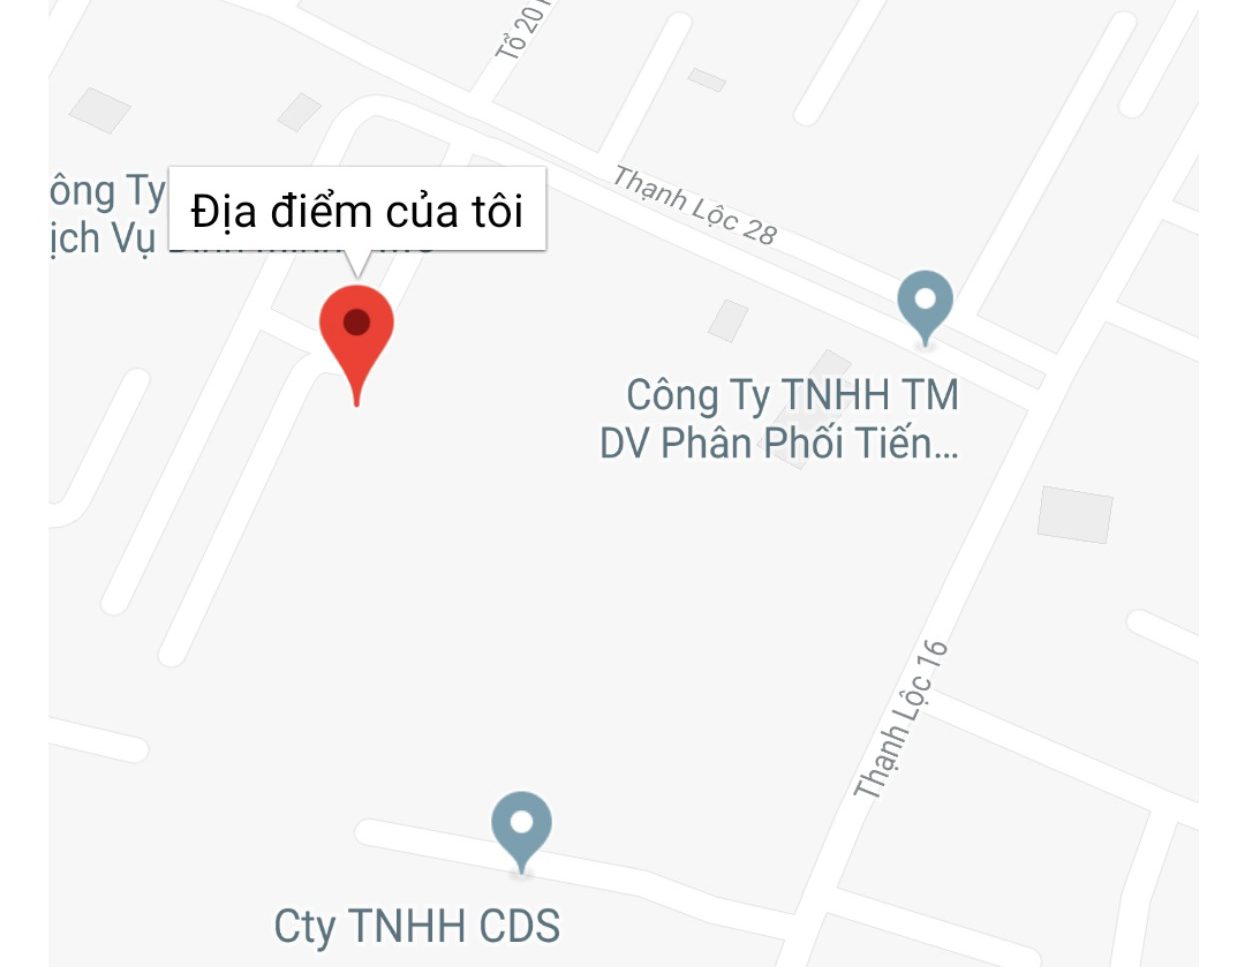 Tổ 20
Thạnh Lộc 28
ông Ty
Địa điểm của tôi
ịch Vụ
Công Ty TNHH TM
DV Phân Phối Tiến...
Thạnh Lộc 16
Cty TNHH CDS